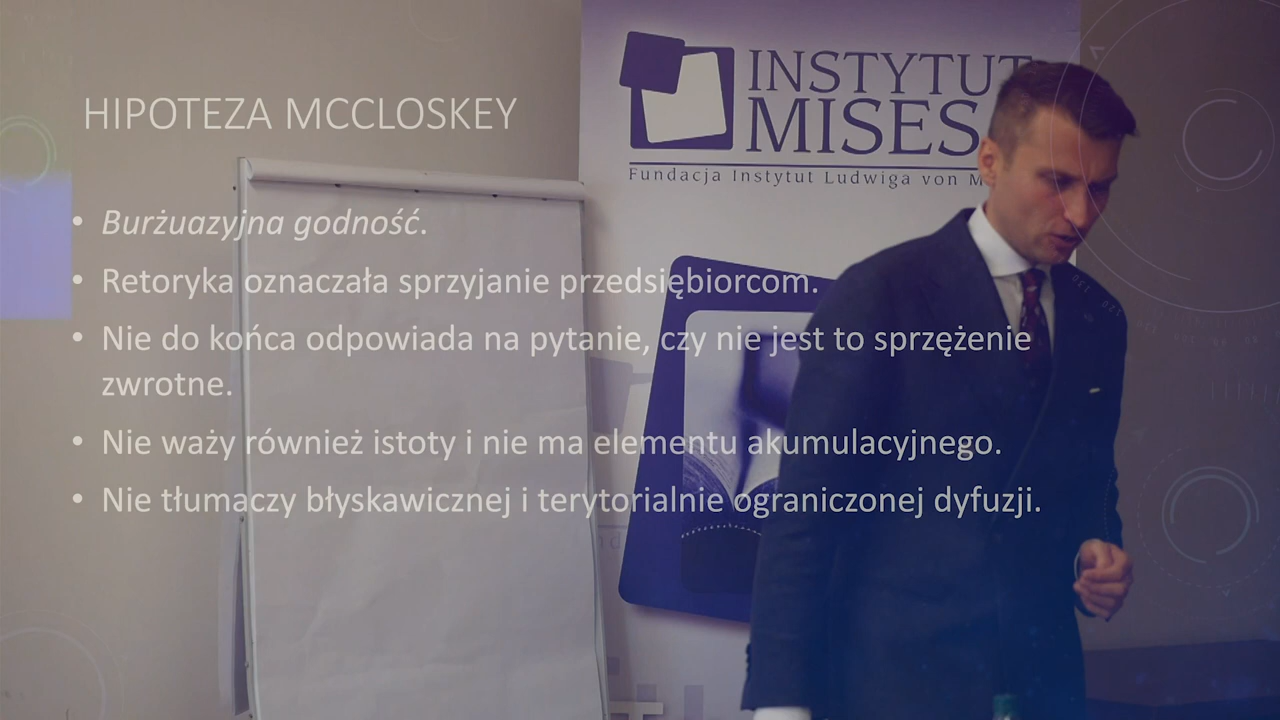 HIPOTEZA MCCLOSKEY
INSTYTUT
MISES
Fundacja Instytut Ludwiga von
• Burżuazyjna godność.
• Retoryka oznaczała sprzyjanie przedsiębiorcom.
• Nie do końca odpowiada na pytanie, czy nie jest to sprzężenie
zwrotne.
• Nie waży również istoty i nie ma elementu akumulacyjnego.
• Nie tłumaczy błyskawicznej i terytorialnie ograniczonej dyfuzji.